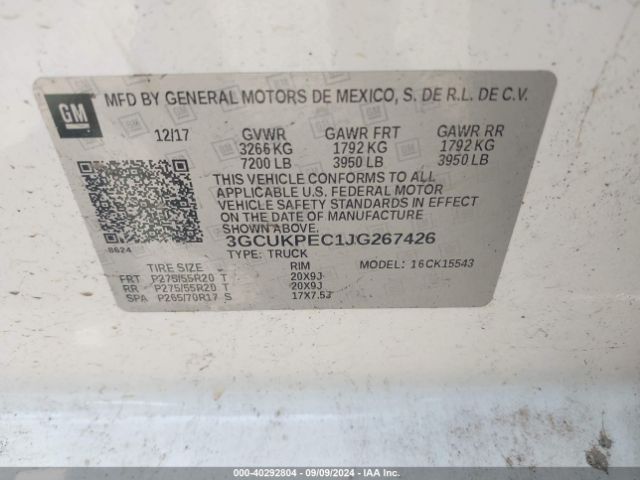 GM
MFD BY GENERAL MOTORS DE MEXICO, S. DE R.L. DE C.V.
12/17 GVWR GAWR FRT GAWR RR
3266 KG 1792 KG 1792 KG
7200 LB 3950 LB 3950 LB
THIS VEHICLE CONFORMS TO ALL
APPLICABLE U.S. FEDERAL MOTOR
VEHICLE SAFETY STANDARDS IN EFFECT
ON THE DATE OF MANUFACTURE
8624
3GCUKPEC1JG267426
TYPE: TRUCK MODEL: 16CK15543
TIRE SIZE RIM
FRT P275/55R20 T 20X9J
RR P275/55R20 T 20X9J
SPA P265/70R17 S 17X7.5J
000-40292804 - 09/09/2024 - IAA Inc.